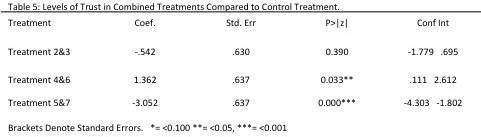 Table 5: Levels of Trust in Combined Treatments Compared to Control Treatment.
Treatment Coef. Std. Err P>|z| Conf Int
Treatment 2&3 -.542 .630 0.390 -1.779 .695
Treatment 4&6 1.362 .637 0.033** .111 2.612
Treatment 5&7 -3.052 .637 0.000*** -4.303 -1.802
Brackets Denote Standard Errors. *= <0.100 **= <0.05, ***= <0.001